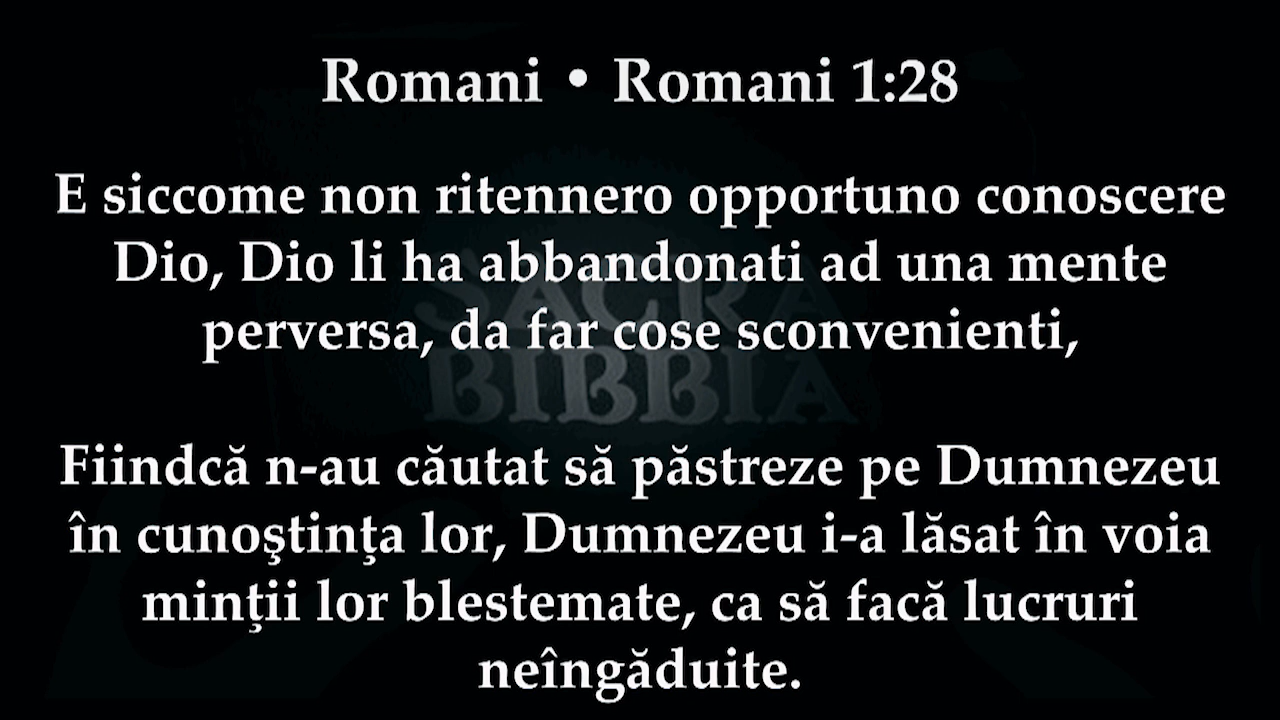 Romani • Romani 1:28
E siccome non ritennero opportuno conoscere
Dio, Dio li ha abbandonati ad una mente
perversa, da far cose sconvenienti,
SACRA
BIBBIA
Fiindcă n-au căutat să păstreze pe Dumnezeu
în cunoştinţa lor, Dumnezeu i-a lăsat în voia
minţii lor blestemate, ca să facă lucruri
neîngăduite.